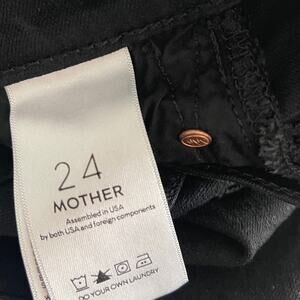 24
MOTHER
Assembled in USA
by both USA and foreign components
DO YOUR OWN LAUNDRY